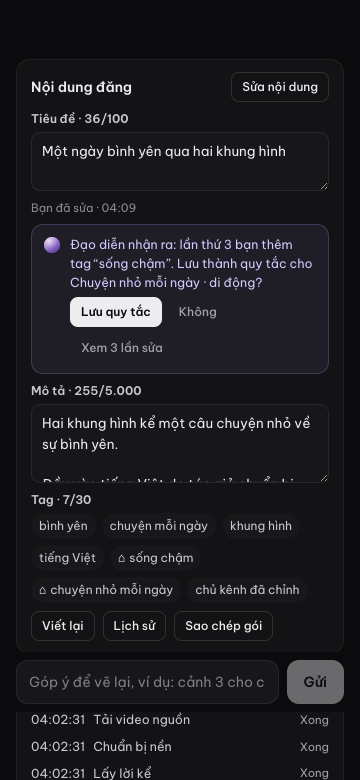 Nội dung đăng
Sửa nội dung
Tiêu đề · 36/100
Một ngày bình yên qua hai khung hình
Bạn đã sửa · 04:09
Đạo diễn nhận ra: lần thứ 3 bạn thêm
tag “sống chậm”. Lưu thành quy tắc cho
Chuyện nhỏ mỗi ngày · di động?
Lưu quy tắc
Không
Xem 3 lần sửa
Mô tả · 255/5.000
Hai khung hình kể một câu chuyện nhỏ về
sự bình yên.
Tag · 7/30
bình yên
chuyện mỗi ngày
khung hình
tiếng Việt
⌂ sống chậm
⌂ chuyện nhỏ mỗi ngày
chủ kênh đã chỉnh
Viết lại
Lịch sử
Sao chép gói
Góp ý để vẽ lại, ví dụ: cảnh 3 cho c
Gửi
04:02:31 Tải video nguồn Xong
04:02:31 Chuẩn bị nền Xong
04:02:31 Lấy lời kể Xong